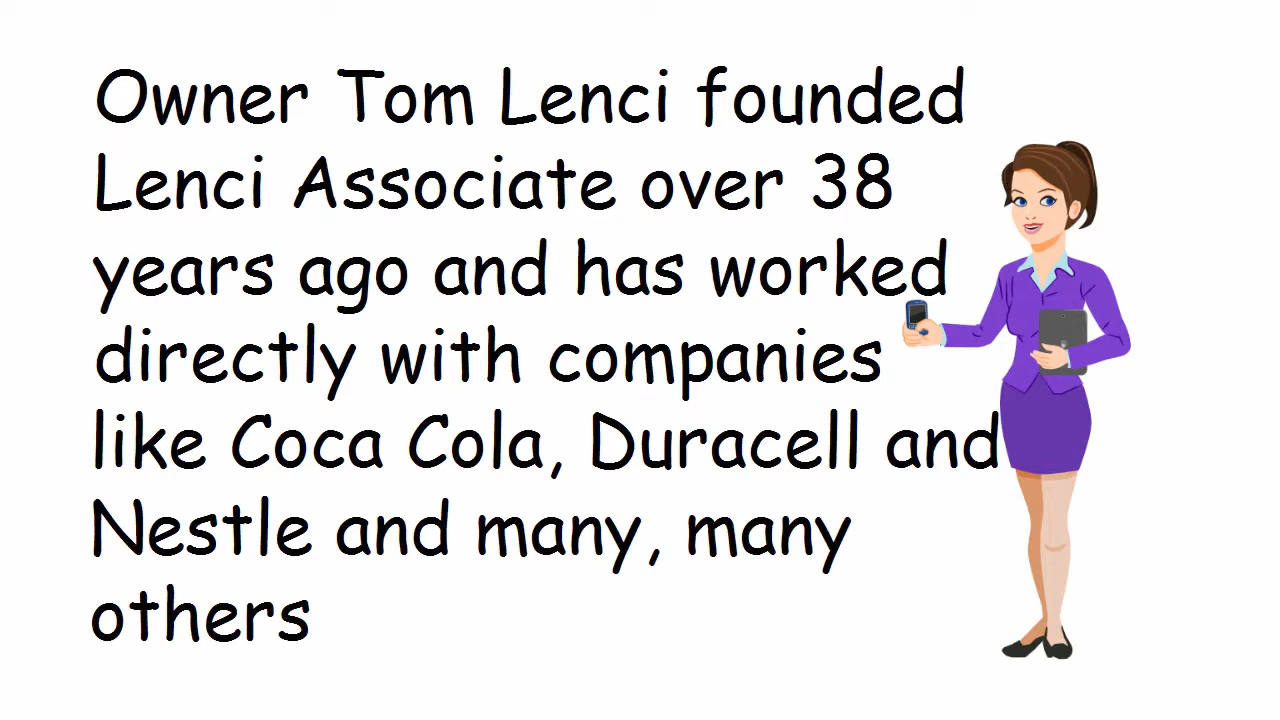 Owner Tom Lenci founded
Lenci Associate over 38
years ago and has worked
directly with companies
like Coca Cola, Duracell and
Nestle and many, many
others